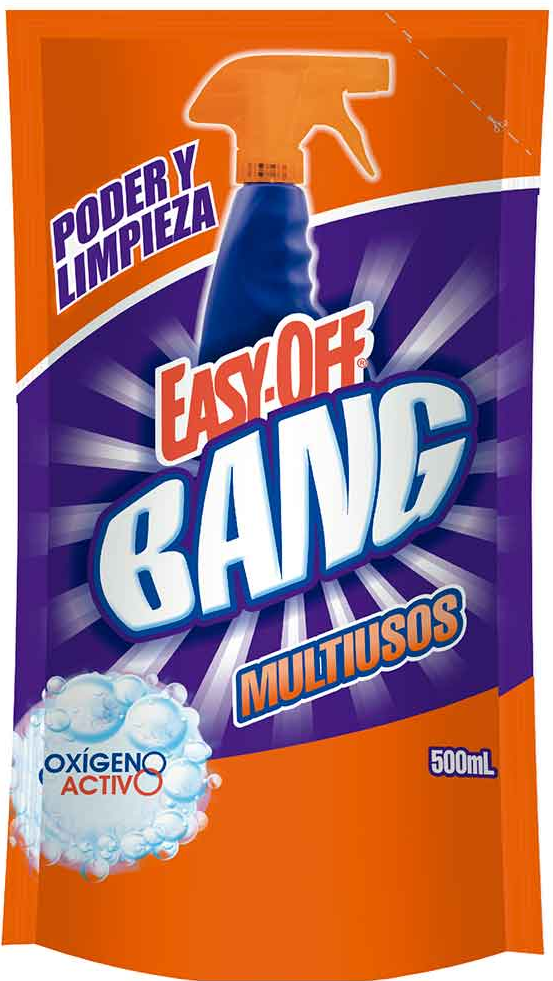 PODER Y
LIMPIEZA
EASY-OFF®
BANG
MULTIUSOS
OXÍGENO
ACTIVO
500mL